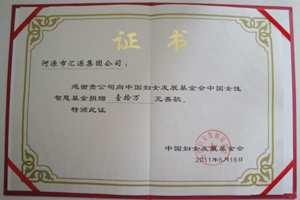 证书
河源市汇源集团公司：
感谢贵公司向中国妇女发展基金会中国女性
智慧基金捐赠 壹拾万 元善款。
特颁此证
中国妇女发展基金会
2011年5月16日